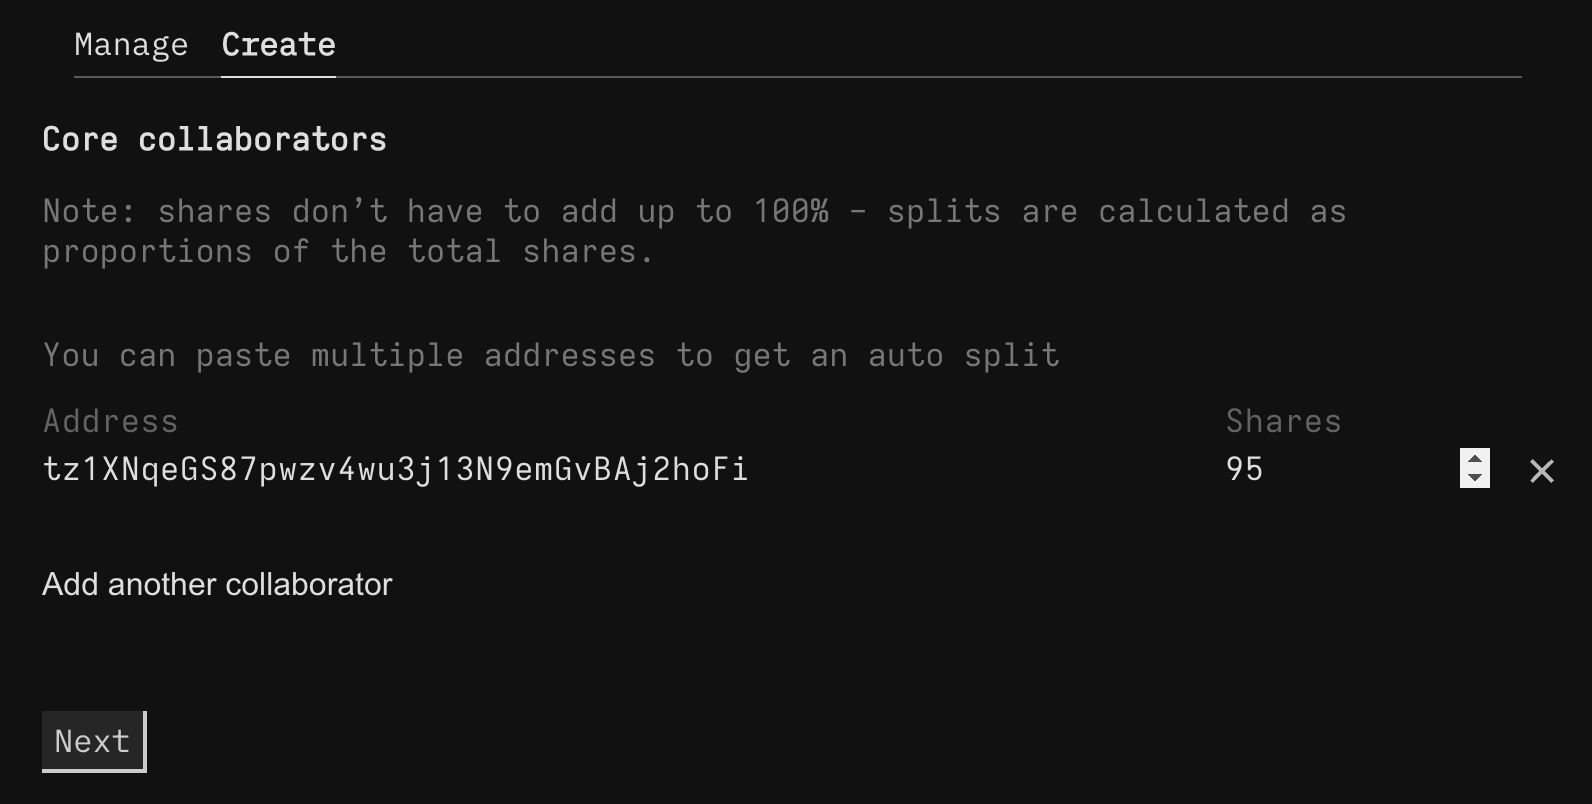 Manage Create
Core collaborators
Note: shares don’t have to add up to 100% – splits are calculated as
proportions of the total shares.
You can paste multiple addresses to get an auto split
Address Shares
tz1XNqeGS87pwzv4wu3j13N9emGvBAj2hoFi 95
Add another collaborator
Next